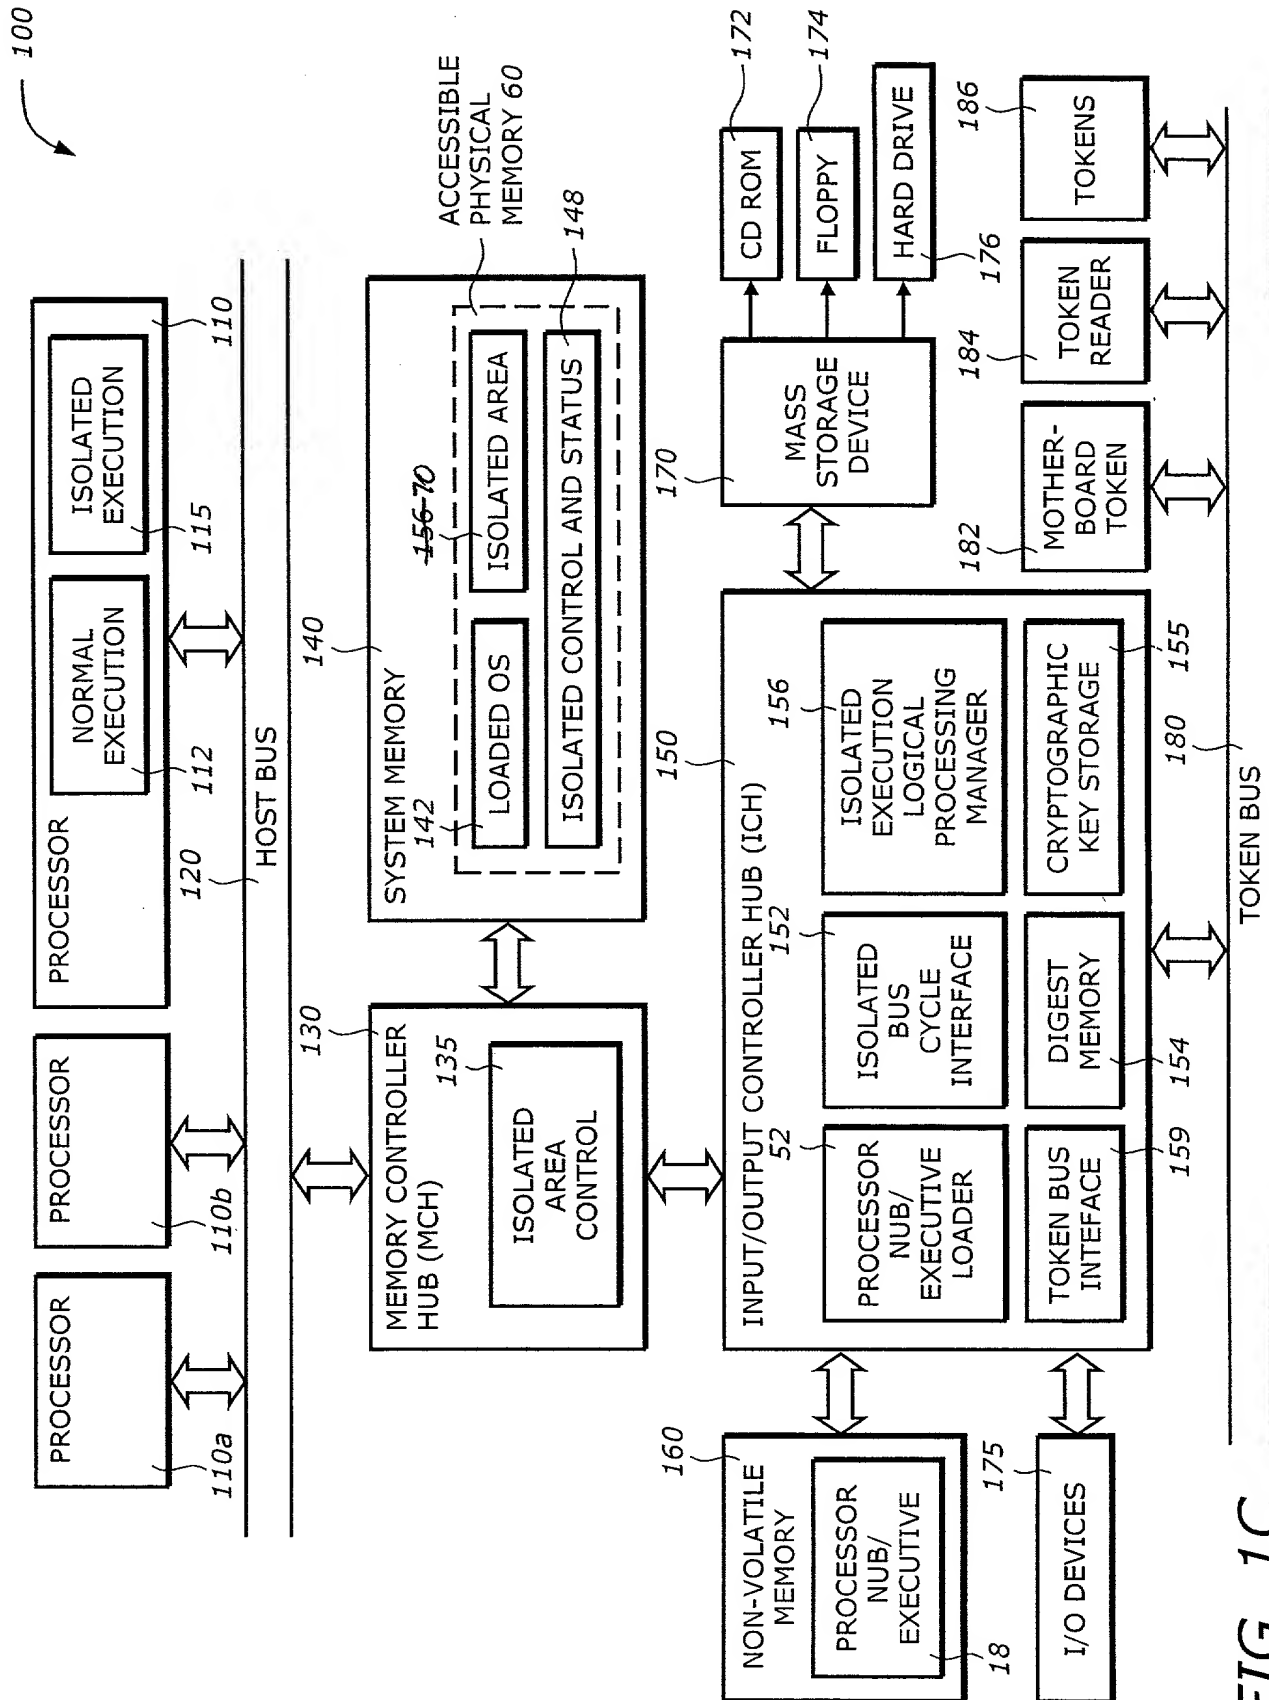 100
PROCESSOR
110a
PROCESSOR
110b
PROCESSOR
NORMAL
EXECUTION
112
ISOLATED
EXECUTION
115
110
120
HOST BUS
130
MEMORY CONTROLLER
HUB (MCH)
135
ISOLATED
AREA
CONTROL
140
SYSTEM MEMORY
142
LOADED OS
156 70
ISOLATED AREA
ISOLATED CONTROL AND STATUS
148
ACCESSIBLE
PHYSICAL
MEMORY 60
150
INPUT/OUTPUT CONTROLLER HUB (ICH)
52
PROCESSOR
NUB/
EXECUTIVE
LOADER
152
ISOLATED
BUS
CYCLE
INTERFACE
156
ISOLATED
EXECUTION
LOGICAL
PROCESSING
MANAGER
TOKEN BUS
INTEFACE
159
DIGEST
MEMORY
154
CRYPTOGRAPHIC
KEY STORAGE
155
160
NON-VOLATILE
MEMORY
PROCESSOR
NUB/
EXECUTIVE
18
175
I/O DEVICES
170
MASS
STORAGE
DEVICE
CD ROM
172
FLOPPY
174
HARD DRIVE
176
180
TOKEN BUS
182
MOTHER-
BOARD
TOKEN
184
TOKEN
READER
186
TOKENS
FIG. 1C